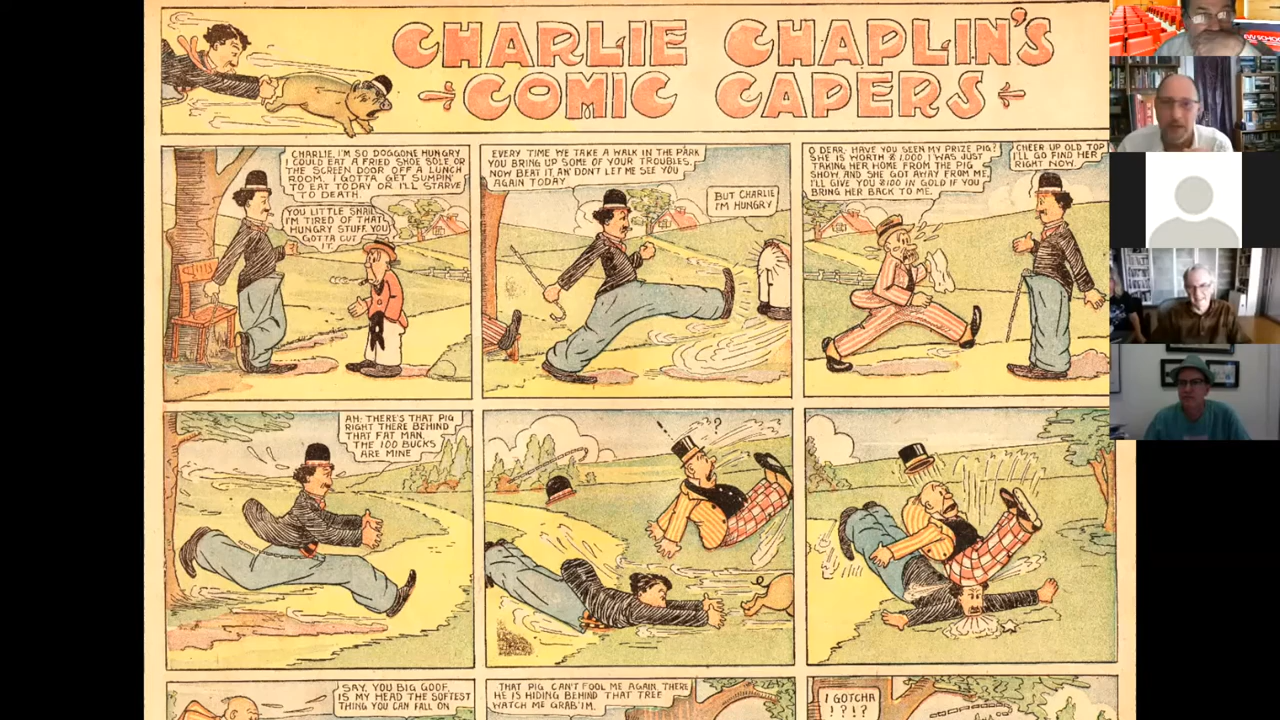 CHARLIE CHAPLIN'S
COMIC CAPERS
CHARLIE, I'M SO DOGGONE HUNGRY
I COULD EAT A FRIED SHOE SOLE OR
THE SCREEN DOOR OFF A LUNCH
ROOM. I GOTTA GET SUMPIN'
TO EAT TODAY OR I'LL STARVE
TO DEATH
YOU LITTLE SHAIL
I'M TIRED OF THAT
HUNGRY STUFF. YOU
GOTTA CUT
IT
EVERY TIME WE TAKE A WALK IN THE PARK
YOU BRING UP SOME OF YOUR TROUBLES.
NOW BEAT IT AN' DON'T LET ME SEE YOU
AGAIN TODAY
BUT CHARLIE
I'M HUNGRY
O DEAR. HAVE YOU SEEN MY PRIZE PIG?
SHE IS WORTH $1,000 I WAS JUST
TAKING HER HOME FROM THE PIG
SHOW AND SHE GOT AWAY FROM ME,
I'LL GIVE YOU $100 IN GOLD IF YOU
BRING HER BACK TO ME.
CHEER UP OLD TOP
I'LL GO FIND HER
RIGHT NOW.
AH. THERE'S THAT PIG
RIGHT THERE BEHIND
THAT FAT MAN.
THE 100 BUCKS
ARE MINE
?
SAY, YOU BIG GOOF,
IS MY HEAD THE SOFTEST
THING YOU CAN FALL ON
THAT PIG CAN'T FOOL ME AGAIN. THERE
HE IS HIDING BEHIND THAT TREE
WATCH ME GRAB'IM.
I GOTCHA
! ? ! ?